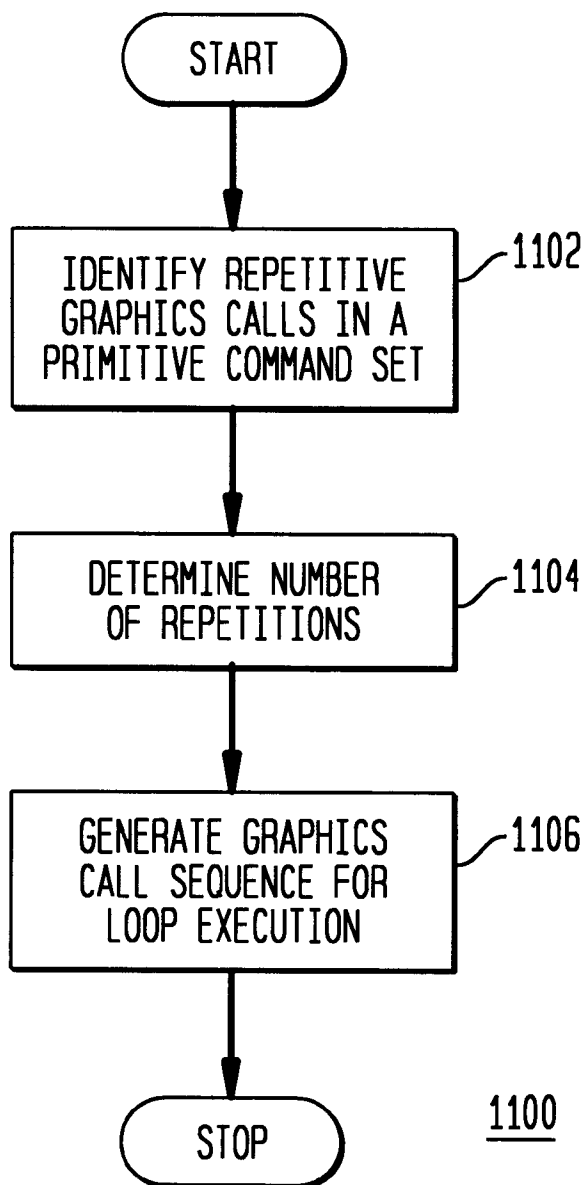 START
IDENTIFY REPETITIVE
GRAPHICS CALLS IN A
PRIMITIVE COMMAND SET
1102
DETERMINE NUMBER
OF REPETITIONS
1104
GENERATE GRAPHICS
CALL SEQUENCE FOR
LOOP EXECUTION
1106
STOP
1100